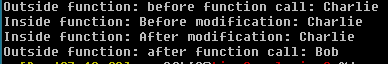 Outside function: before function call: Charlie
Inside function: Before modification: Charlie
Inside function: After modification: Charlie
Outside function: after function call: Bob